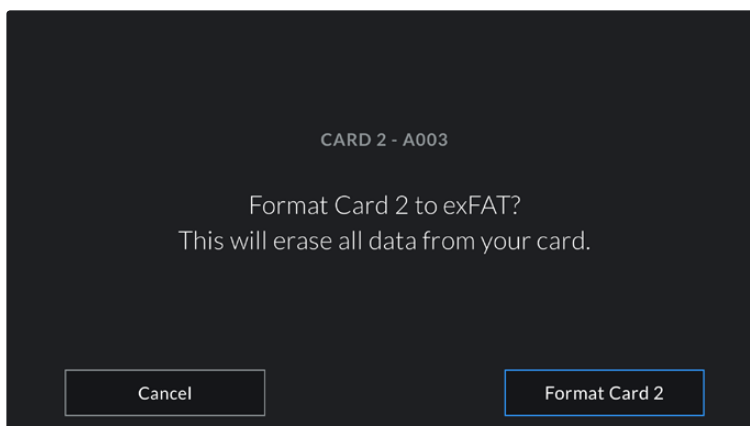 CARD 2 - A003
Format Card 2 to exFAT?
This will erase all data from your card.
Cancel
Format Card 2